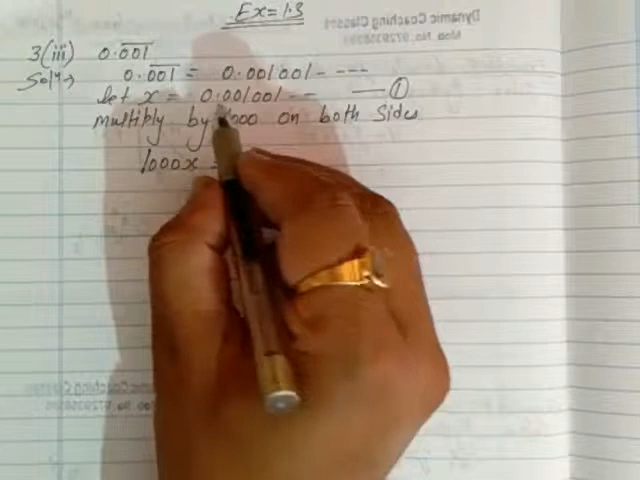 Ex=1.3
3(iii) 0.001̅
Solⁿ→ 0.001̅ = 0.001001-----
let x = 0.001001--- —①
multiply by 1000 on both sides
1000x =
Dynamic Coaching Classes